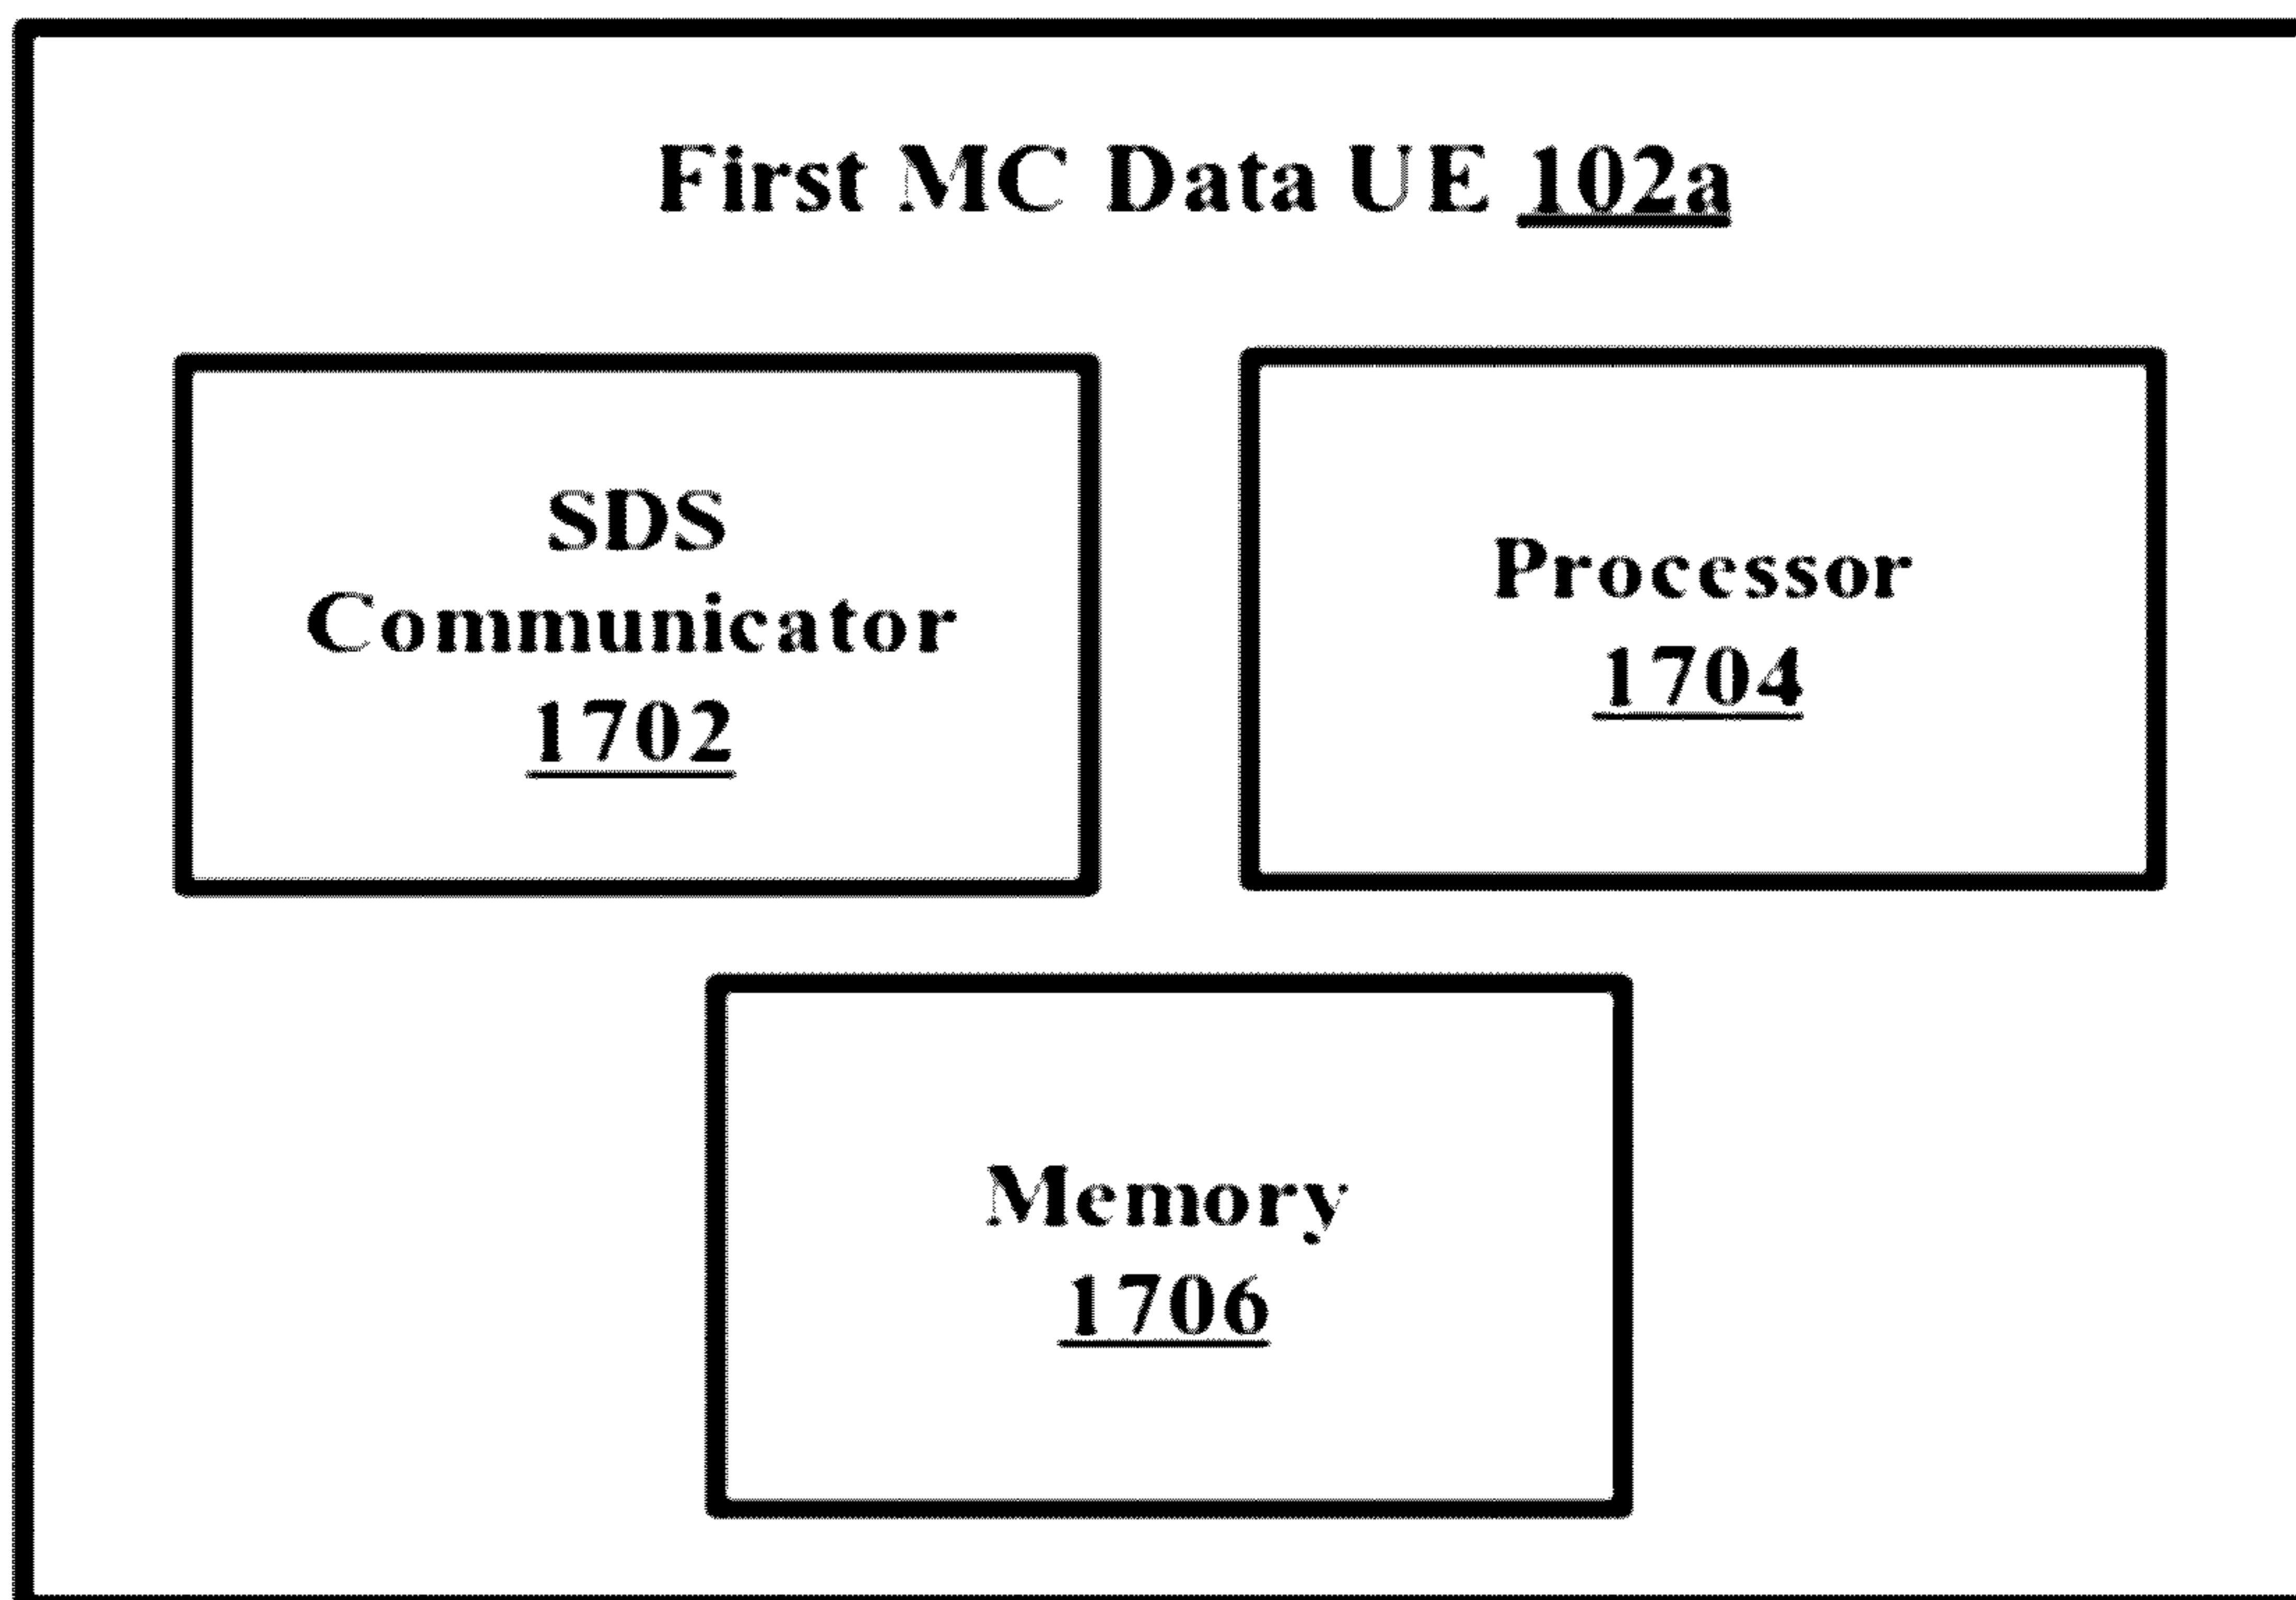 First MC Data UE 102a
SDS
Communicator
1702
Processor
1704
Memory
1706